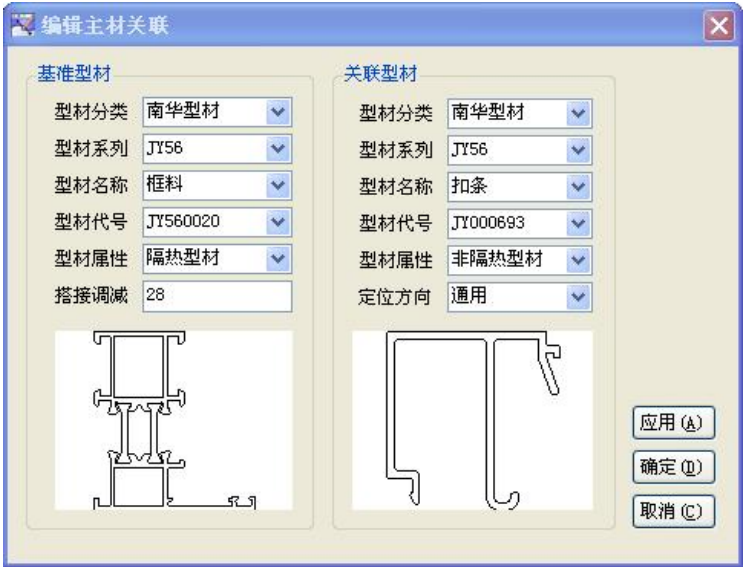 编辑主材关联
基准型材
型材分类 南华型材
型材系列 JY56
型材名称 框料
型材代号 JY560020
型材属性 隔热型材
搭接调减 28
关联型材
型材分类 南华型材
型材系列 JY56
型材名称 扣条
型材代号 JY000693
型材属性 非隔热型材
定位方向 通用
应用(A)
确定(D)
取消(C)